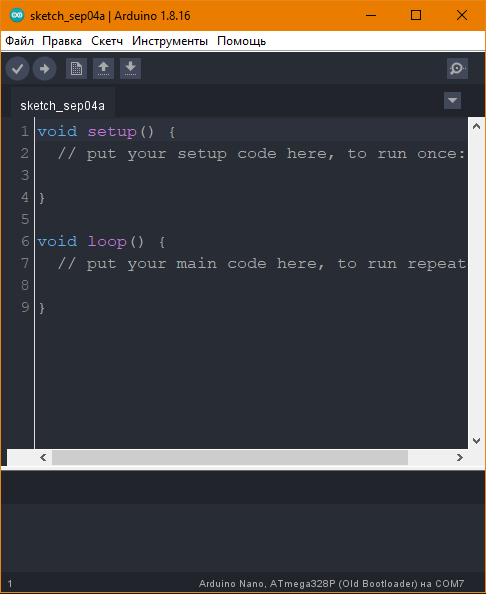 sketch_sep04a | Arduino 1.8.16
Файл Правка Скетч Инструменты Помощь
sketch_sep04a
1 void setup() {
2 // put your setup code here, to run once:
3
4 }
5
6 void loop() {
7 // put your main code here, to run repeat
8
9 }
1 Arduino Nano, ATmega328P (Old Bootloader) на COM7